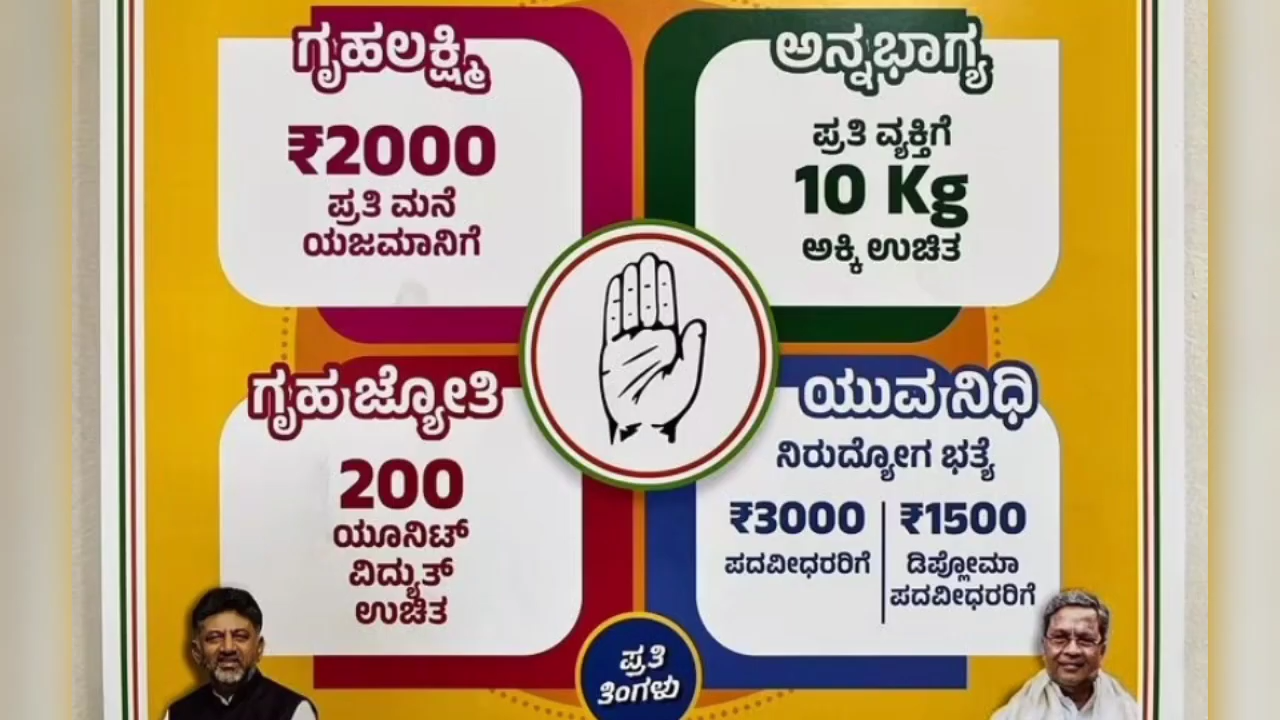 ಗೃಹಲಕ್ಷ್ಮಿ
₹2000
ಪ್ರತಿ ಮನೆ
ಯಜಮಾನಿಗೆ
ಅನ್ನಭಾಗ್ಯ
ಪ್ರತಿ ವ್ಯಕ್ತಿಗೆ
10 Kg
ಅಕ್ಕಿ ಉಚಿತ
ಗೃಹ ಜ್ಯೋತಿ
200
ಯೂನಿಟ್
ವಿದ್ಯುತ್
ಉಚಿತ
ಯುವ ನಿಧಿ
ನಿರುದ್ಯೋಗ ಭತ್ಯೆ
₹3000
ಪದವೀಧರರಿಗೆ
₹1500
ಡಿಪ್ಲೋಮಾ
ಪದವೀಧರರಿಗೆ
ಪ್ರತಿ
ತಿಂಗಳು